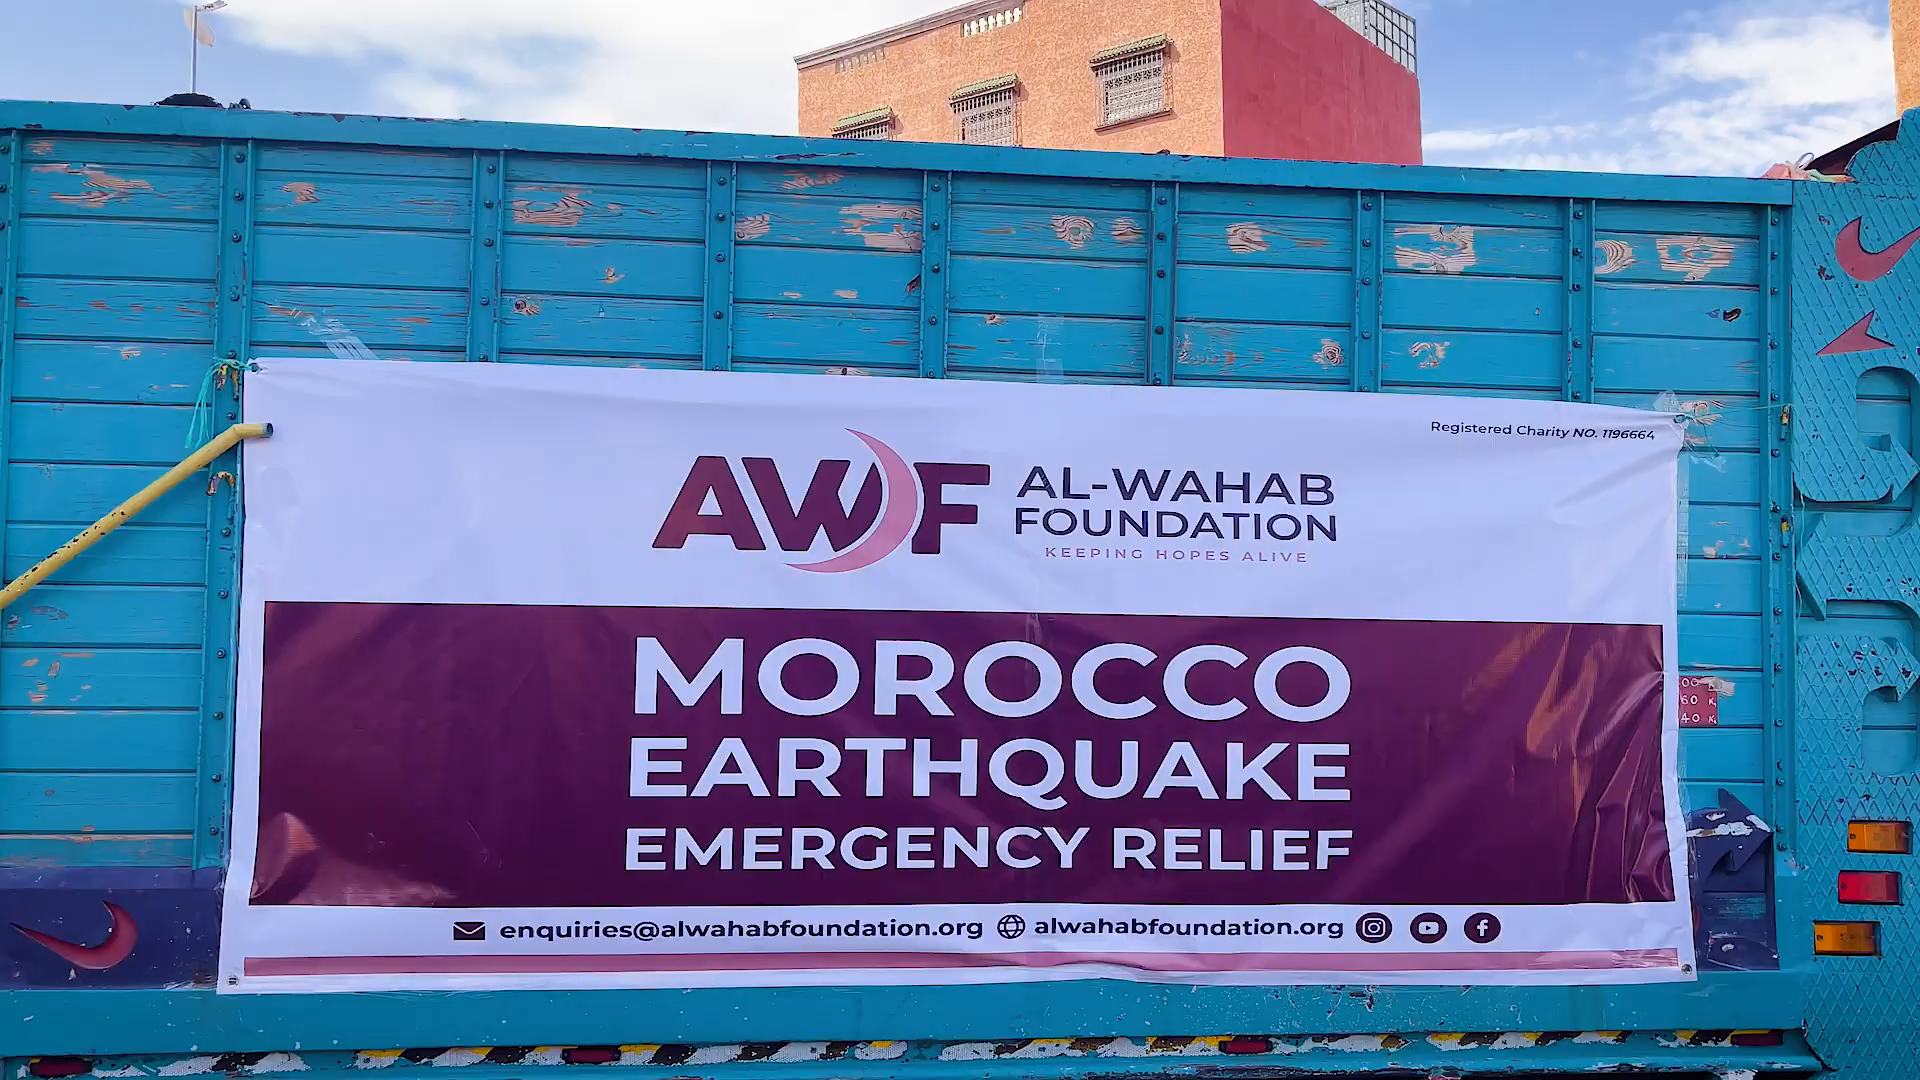 Registered Charity NO. 1196664
AWF
AL-WAHAB
FOUNDATION
KEEPING HOPES ALIVE
MOROCCO
EARTHQUAKE
EMERGENCY RELIEF
enquiries@alwahabfoundation.org alwahabfoundation.org